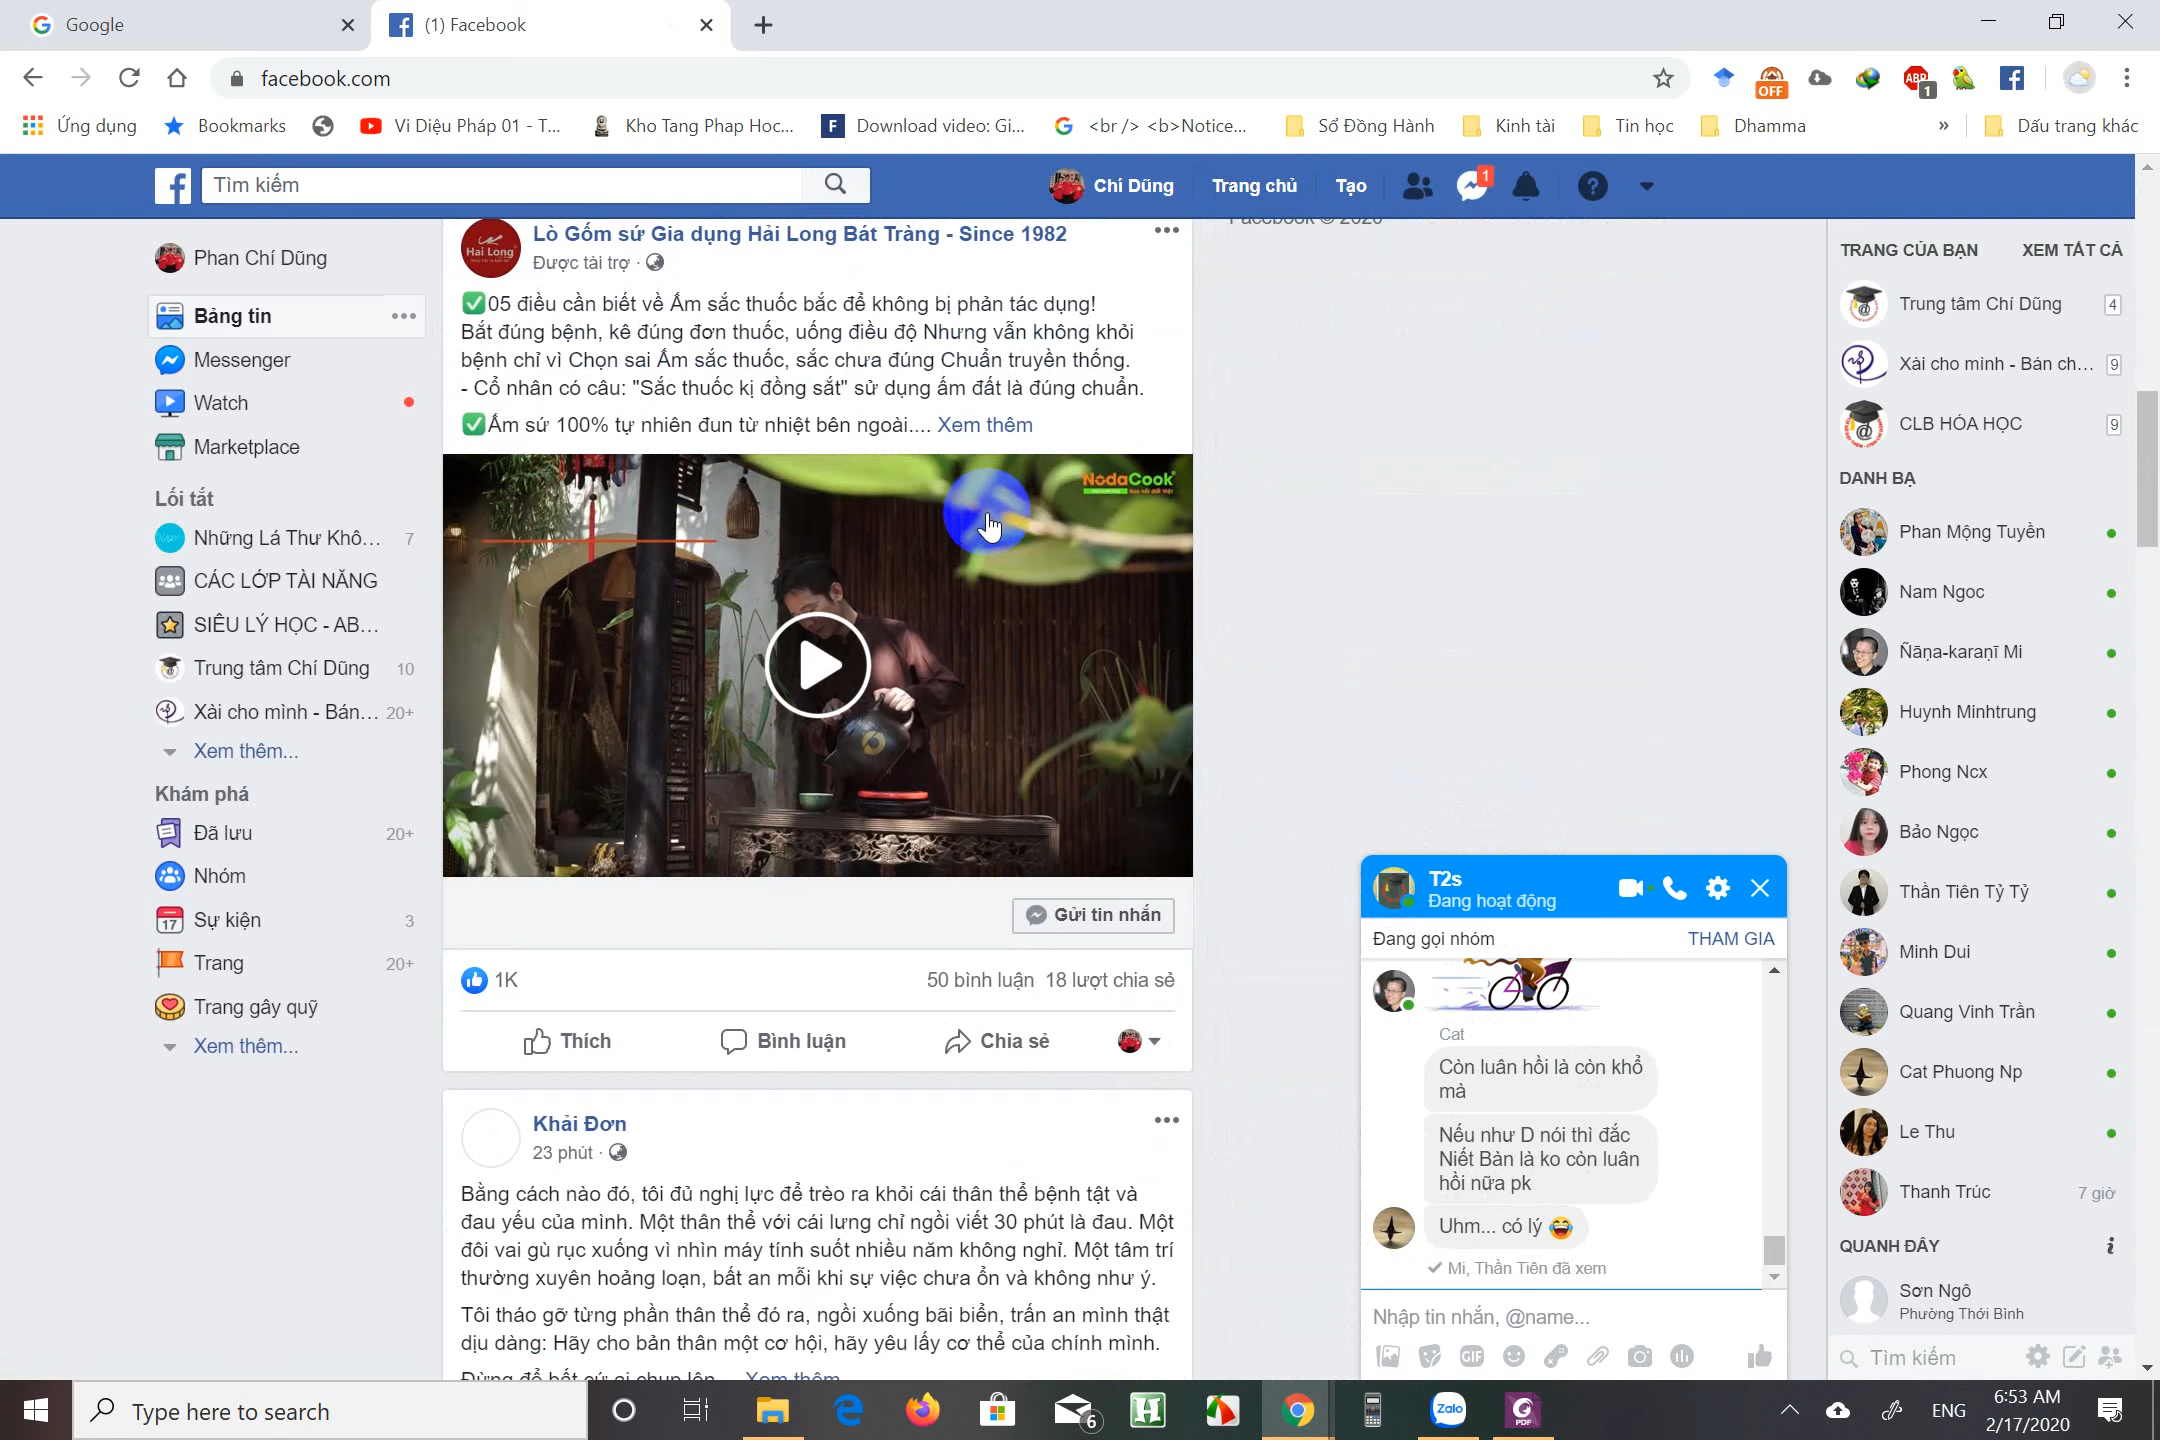 Google
(1) Facebook
facebook.com
OFF
ABP
1
Ứng dụng
Bookmarks
Vi Diệu Pháp 01 - T...
Kho Tang Phap Hoc...
Download video: Gi...
<br /> <b>Notice...
Sổ Đồng Hành
Kinh tài
Tin học
Dhamma
»
Dấu trang khác
Tìm kiếm
Chí Dũng
Trang chủ
Tạo
1
Phan Chí Dũng
Bảng tin
Messenger
Watch
Marketplace
Lối tắt
Những Lá Thư Khô... 7
CÁC LỚP TÀI NĂNG
SIÊU LÝ HỌC - AB...
Trung tâm Chí Dũng 10
Xài cho mình - Bán... 20+
Xem thêm...
Khám phá
Đã lưu 20+
Nhóm
17
Sự kiện 3
Trang 20+
Trang gây quỹ
Xem thêm...
Hai Long
Lò Gốm sứ Gia dụng Hải Long Bát Tràng - Since 1982
Được tài trợ ·
✅05 điều cần biết về Ấm sắc thuốc bắc để không bị phản tác dụng!
Bắt đúng bệnh, kê đúng đơn thuốc, uống điều độ Nhưng vẫn không khỏi
bệnh chỉ vì Chọn sai Ấm sắc thuốc, sắc chưa đúng Chuẩn truyền thống.
- Cổ nhân có câu: "Sắc thuốc kị đồng sắt" sử dụng ấm đất là đúng chuẩn.
✅Ấm sứ 100% tự nhiên đun từ nhiệt bên ngoài.... Xem thêm
NodaCook
Gửi tin nhắn
1K
50 bình luận 18 lượt chia sẻ
Thích
Bình luận
Chia sẻ
Khải Đơn
23 phút ·
Bằng cách nào đó, tôi đủ nghị lực để trèo ra khỏi cái thân thể bệnh tật và
đau yếu của mình. Một thân thể với cái lưng chỉ ngồi viết 30 phút là đau. Một
đôi vai gù rục xuống vì nhìn máy tính suốt nhiều năm không nghỉ. Một tâm trí
thường xuyên hoảng loạn, bất an mỗi khi sự việc chưa ổn và không như ý.
Tôi tháo gỡ từng phần thân thể đó ra, ngồi xuống bãi biển, trấn an mình thật
dịu dàng: Hãy cho bản thân một cơ hội, hãy yêu lấy cơ thể của chính mình.
Đừng để bất cứ ai chụp lên... Xem thêm
Facebook © 2020
T2s
Đang hoạt động
Đang gọi nhóm
THAM GIA
Cat
Còn luân hồi là còn khổ
mà
Nếu như D nói thì đắc
Niết Bàn là ko còn luân
hồi nữa pk
Uhm... có lý 😂
Mi, Thần Tiên đã xem
Nhập tin nhắn, @name...
GIF
TRANG CỦA BẠN
XEM TẤT CẢ
Trung tâm Chí Dũng 4
Xài cho mình - Bán ch... 9
CLB HÓA HỌC 9
DANH BẠ
Phan Mộng Tuyền
Nam Ngoc
Ñāṇa-karaṇī Mi
Huynh Minhtrung
Phong Ncx
Bảo Ngọc
Thần Tiên Tỷ Tỷ
Minh Dui
Quang Vinh Trần
Cat Phuong Np
Le Thu
Thanh Trúc 7 giờ
QUANH ĐÂY
Sơn Ngô
Phường Thới Bình
Tìm kiếm
Type here to search
6
Zalo
PDF
ENG
6:53 AM
2/17/2020